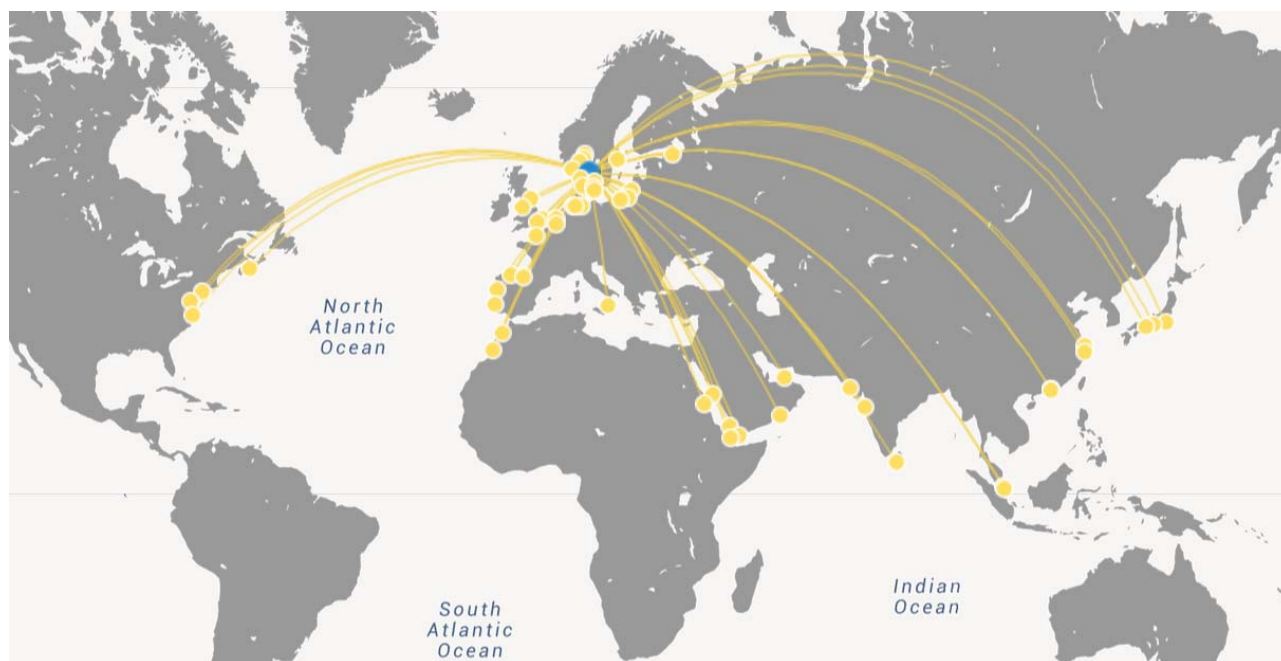 North
Atlantic
Ocean
Indian
Ocean
South
Atlantic
Ocean